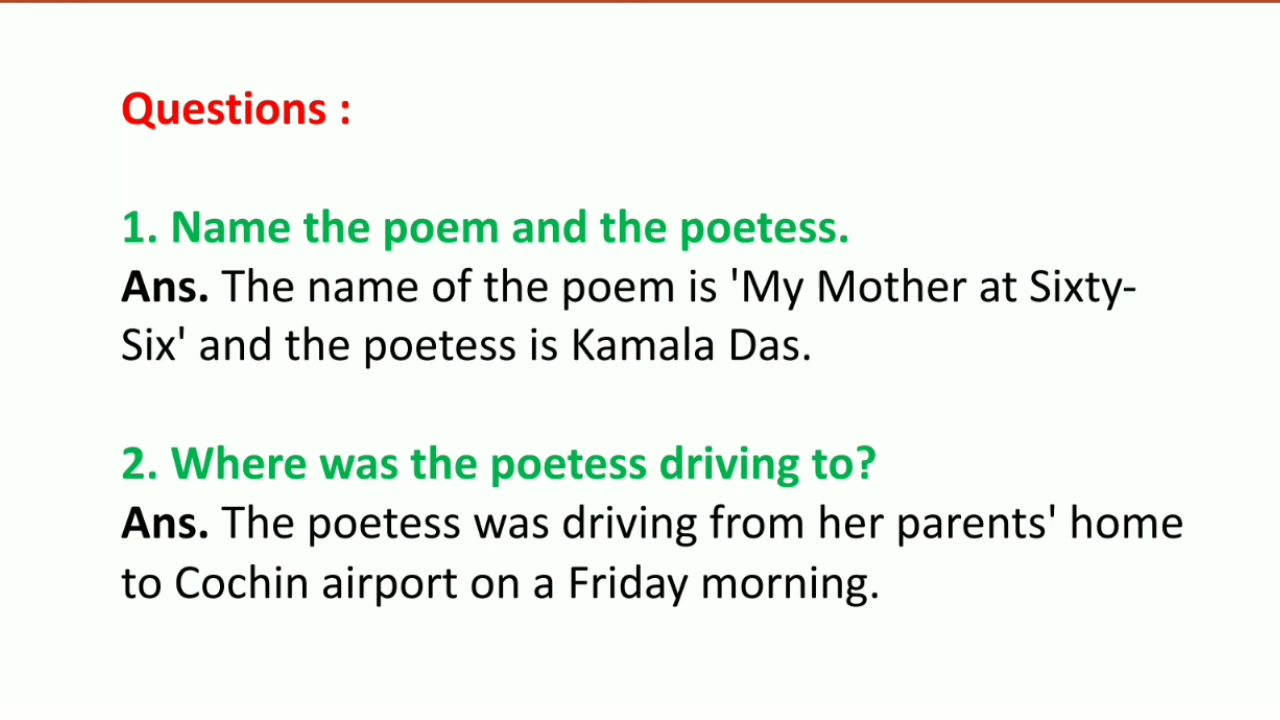 Questions :
1. Name the poem and the poetess.
Ans. The name of the poem is 'My Mother at Sixty-
Six' and the poetess is Kamala Das.
2. Where was the poetess driving to?
Ans. The poetess was driving from her parents' home
to Cochin airport on a Friday morning.